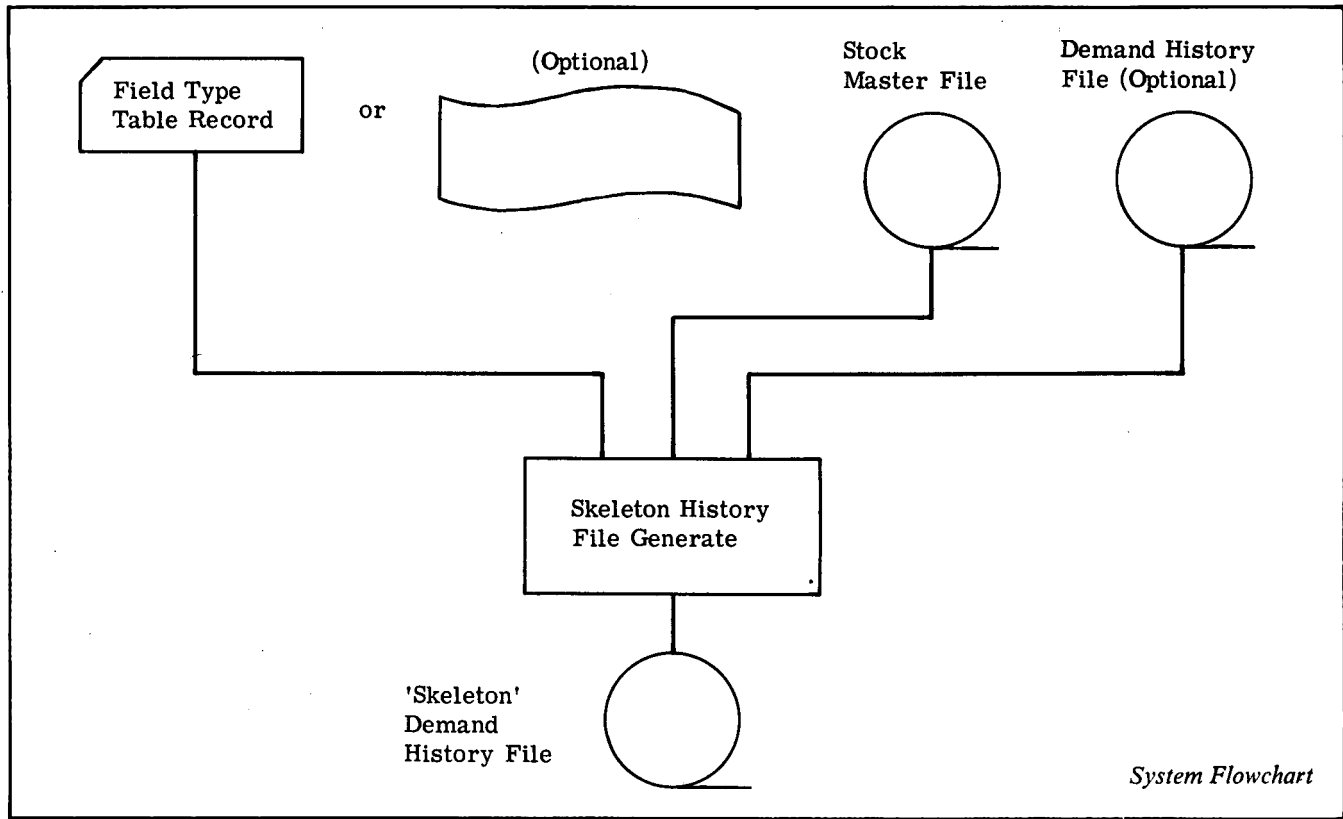 Field Type
Table Record
or
(Optional)
Stock
Master File
Demand History
File (Optional)
Skeleton History
File Generate
'Skeleton'
Demand
History File
System Flowchart